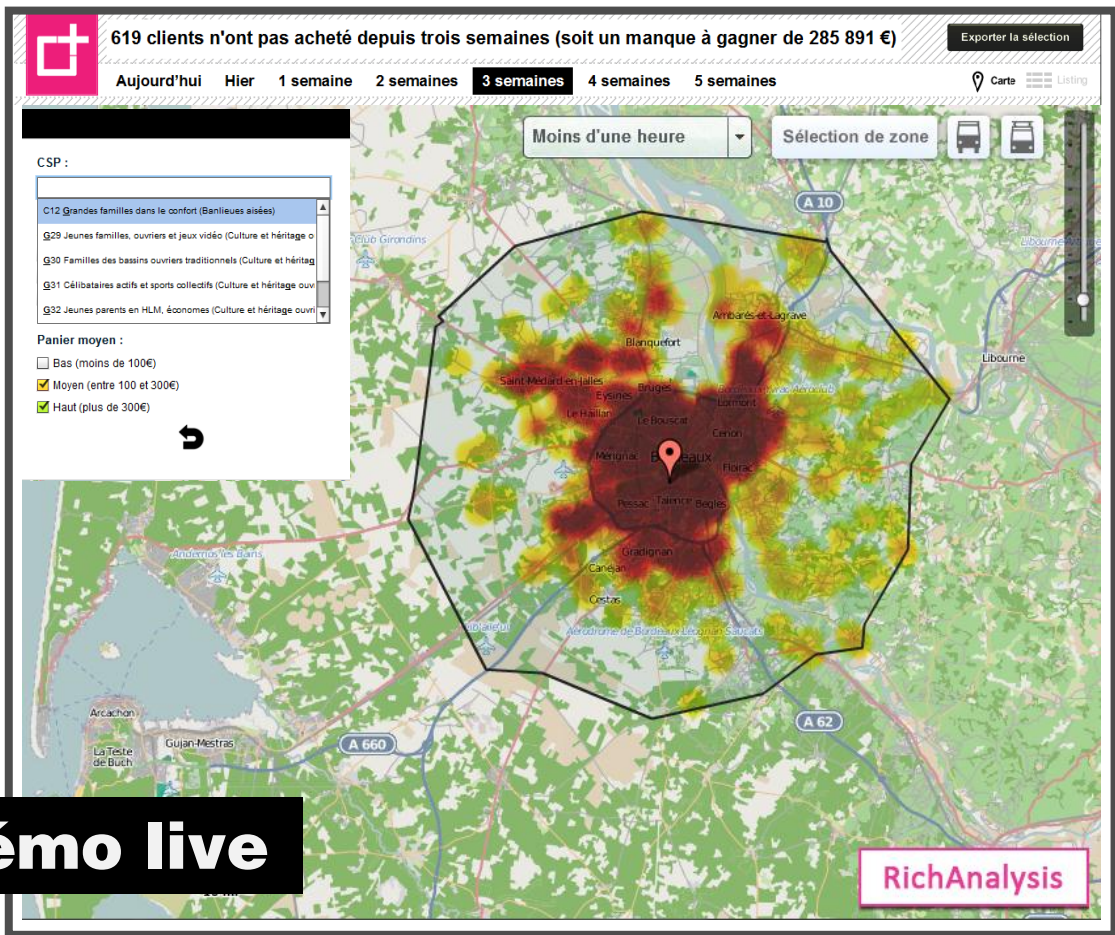 619 clients n'ont pas acheté depuis trois semaines (soit un manque à gagner de 285 891 €)
Exporter la sélection
Aujourd'hui Hier 1 semaine 2 semaines 3 semaines 4 semaines 5 semaines
Carte Listing
Moins d'une heure
Sélection de zone
CSP :
C12 Grandes familles dans le confort (Banlieues aisées)
G29 Jeunes familles, ouvriers et jeux vidéo (Culture et héritage o
G30 Familles des bassins ouvriers traditionnels (Culture et héritag
G31 Célibataires actifs et sports collectifs (Culture et héritage ouv
G32 Jeunes parents en HLM, économes (Culture et héritage ouvri
Panier moyen :
Bas (moins de 100€)
Moyen (entre 100 et 300€)
Haut (plus de 300€)
A 10
Girondins
Ambarès-et-Lagrave
Blanquefort
Libourne
Saint-Médard-en-Jalles
Bruges
Eysines
Lormont
Le Haillan
Le Bouscat
Cenon
Mérignac
Floirac
Pessac
Talence
Bègles
Gradignan
Canéjan
Cestas
Andernos les Bains
Aérodrome de Bordeaux Léognan Saucats
Arcachon
A 62
Gujan-Mestras
A 660
La Teste
de Buch
émo live
RichAnalysis